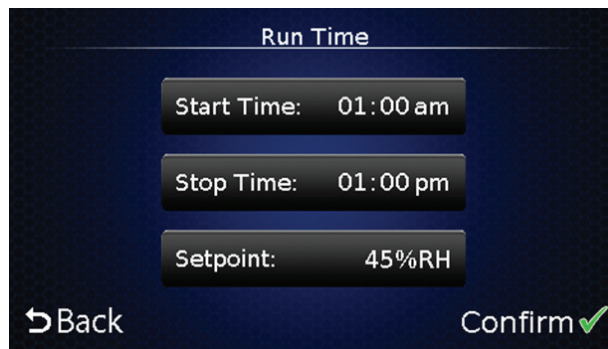 Run Time
Start Time: 01:00 am
Stop Time: 01:00 pm
Setpoint: 45%RH
Back Confirm